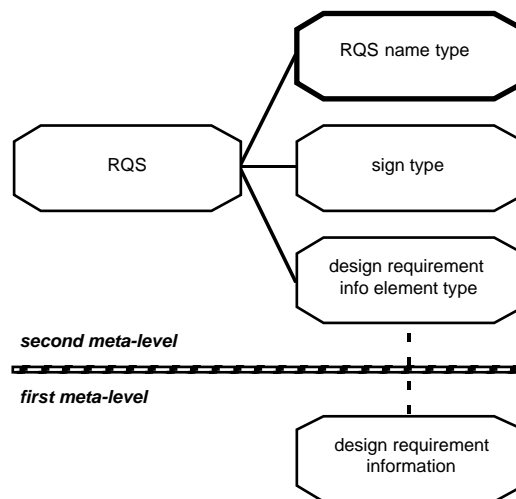 RQS name type
RQS
sign type
design requirement
info element type
second meta-level
first meta-level
design requirement
information